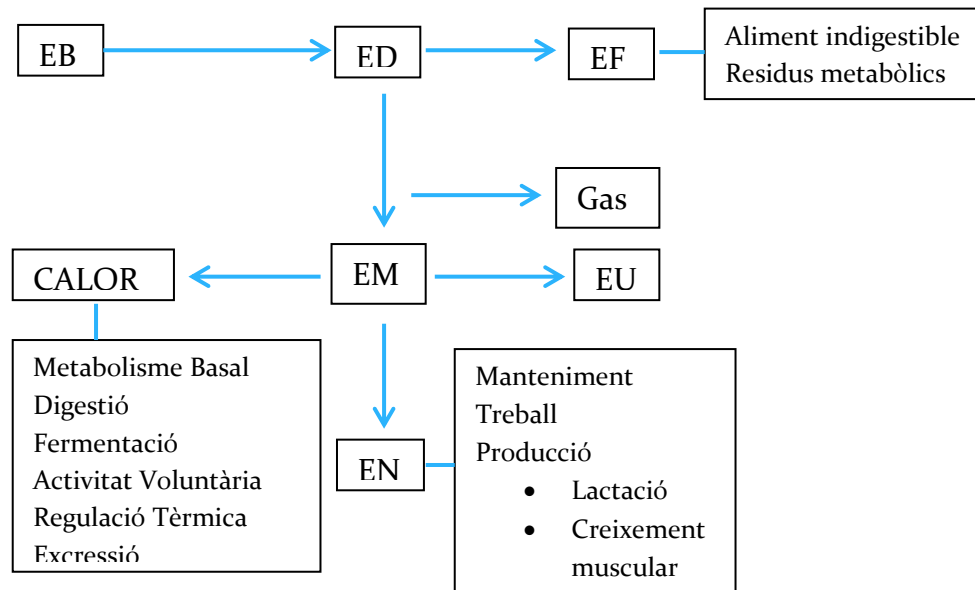 EB
ED
EF
Aliment indigestible
Residus metabòlics
Gas
CALOR
EM
EU
Metabolisme Basal
Digestió
Fermentació
Activitat Voluntària
Regulació Tèrmica
Excressió
EN
Manteniment
Treball
Producció
• Lactació
• Creixement
muscular